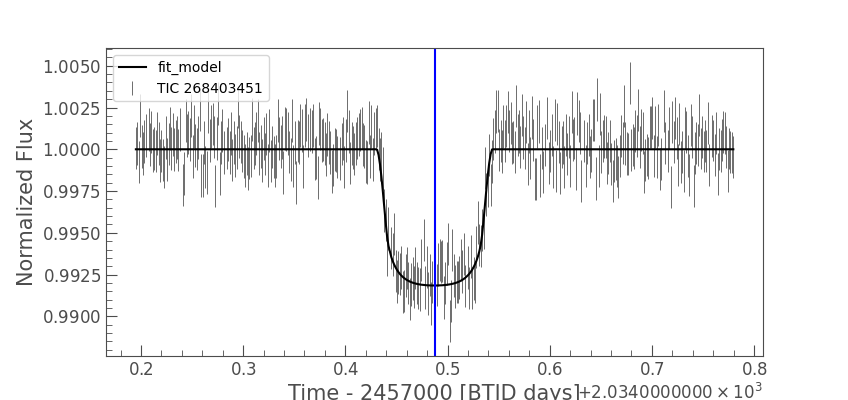 fit_model
TIC 268403451
1.0050
1.0025
1.0000
0.9975
0.9950
0.9925
0.9900
Normalized Flux
0.2 0.3 0.4 0.5 0.6 0.7 0.8
Time - 2457000 [BTJD days]
+2.0340000000 × 10³